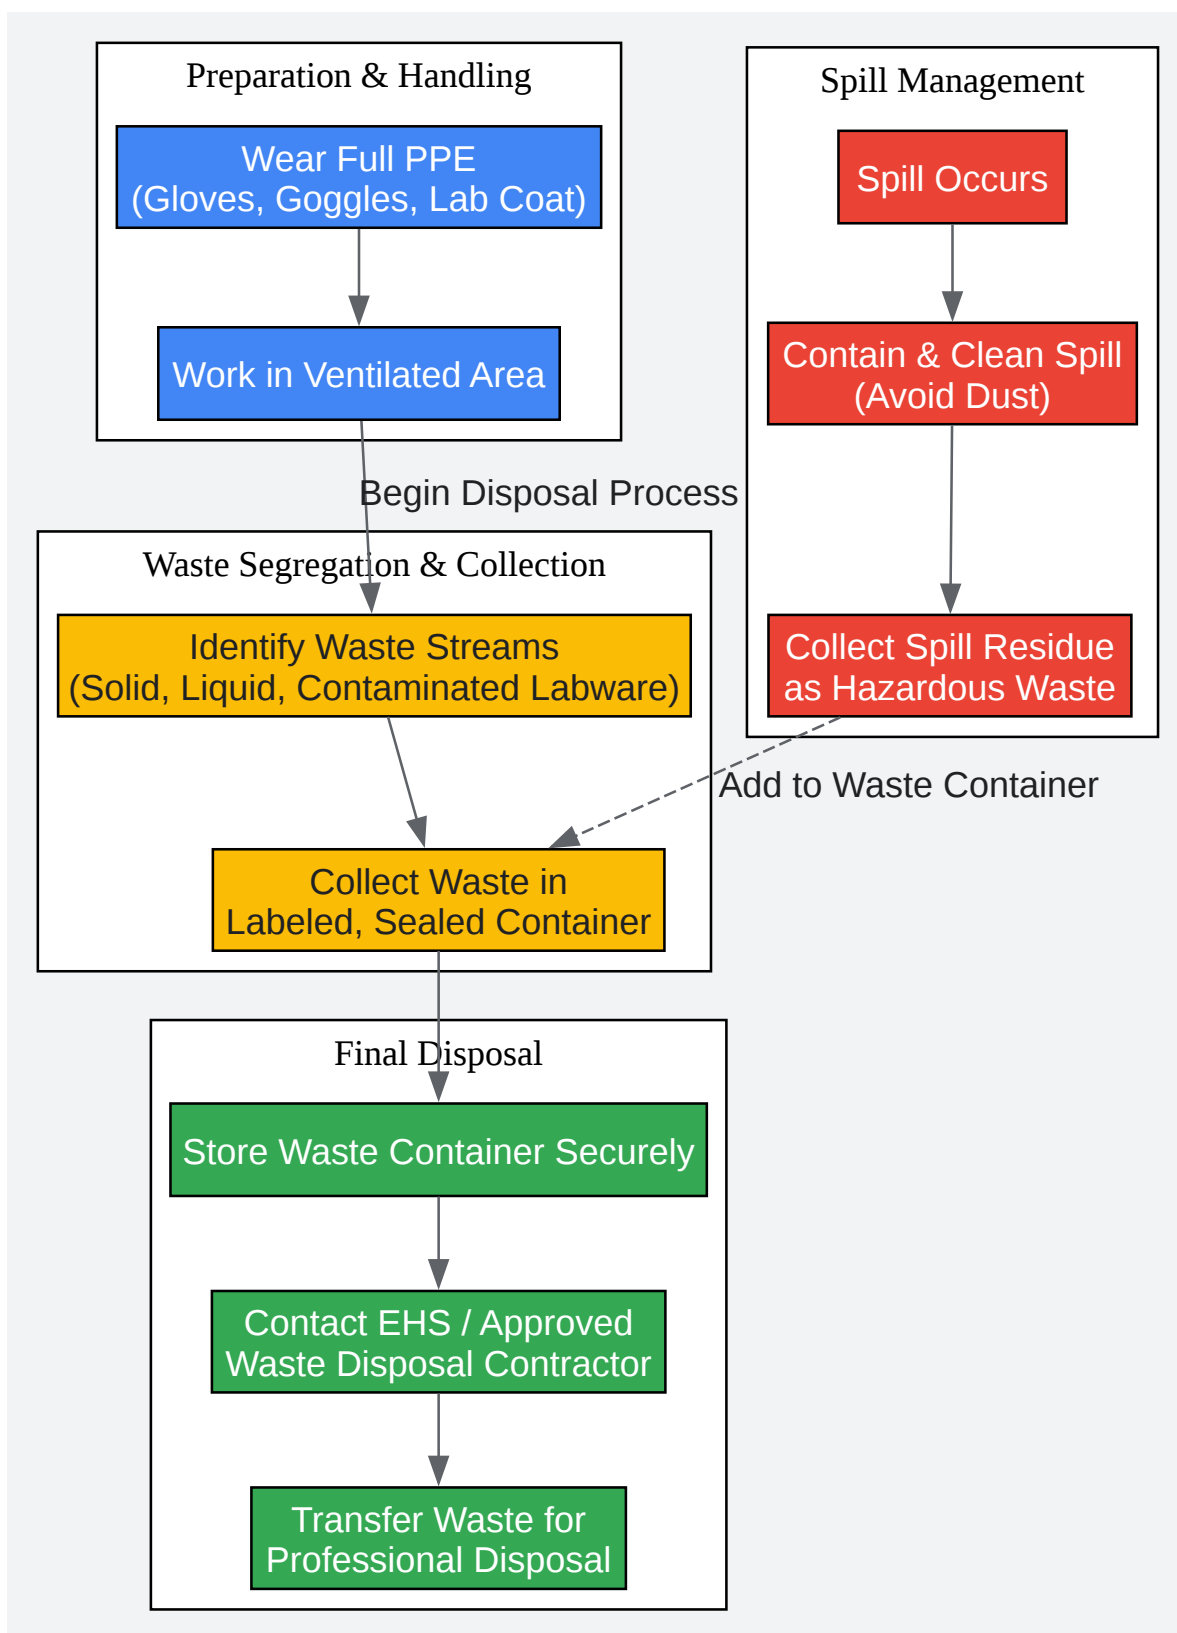 Preparation & Handling
Wear Full PPE
(Gloves, Goggles, Lab Coat)
Work in Ventilated Area
Begin Disposal Process
Waste Segregation & Collection
Identify Waste Streams
(Solid, Liquid, Contaminated Labware)
Collect Waste in
Labeled, Sealed Container
Spill Management
Spill Occurs
Contain & Clean Spill
(Avoid Dust)
Collect Spill Residue
as Hazardous Waste
Add to Waste Container
Final Disposal
Store Waste Container Securely
Contact EHS / Approved
Waste Disposal Contractor
Transfer Waste for
Professional Disposal